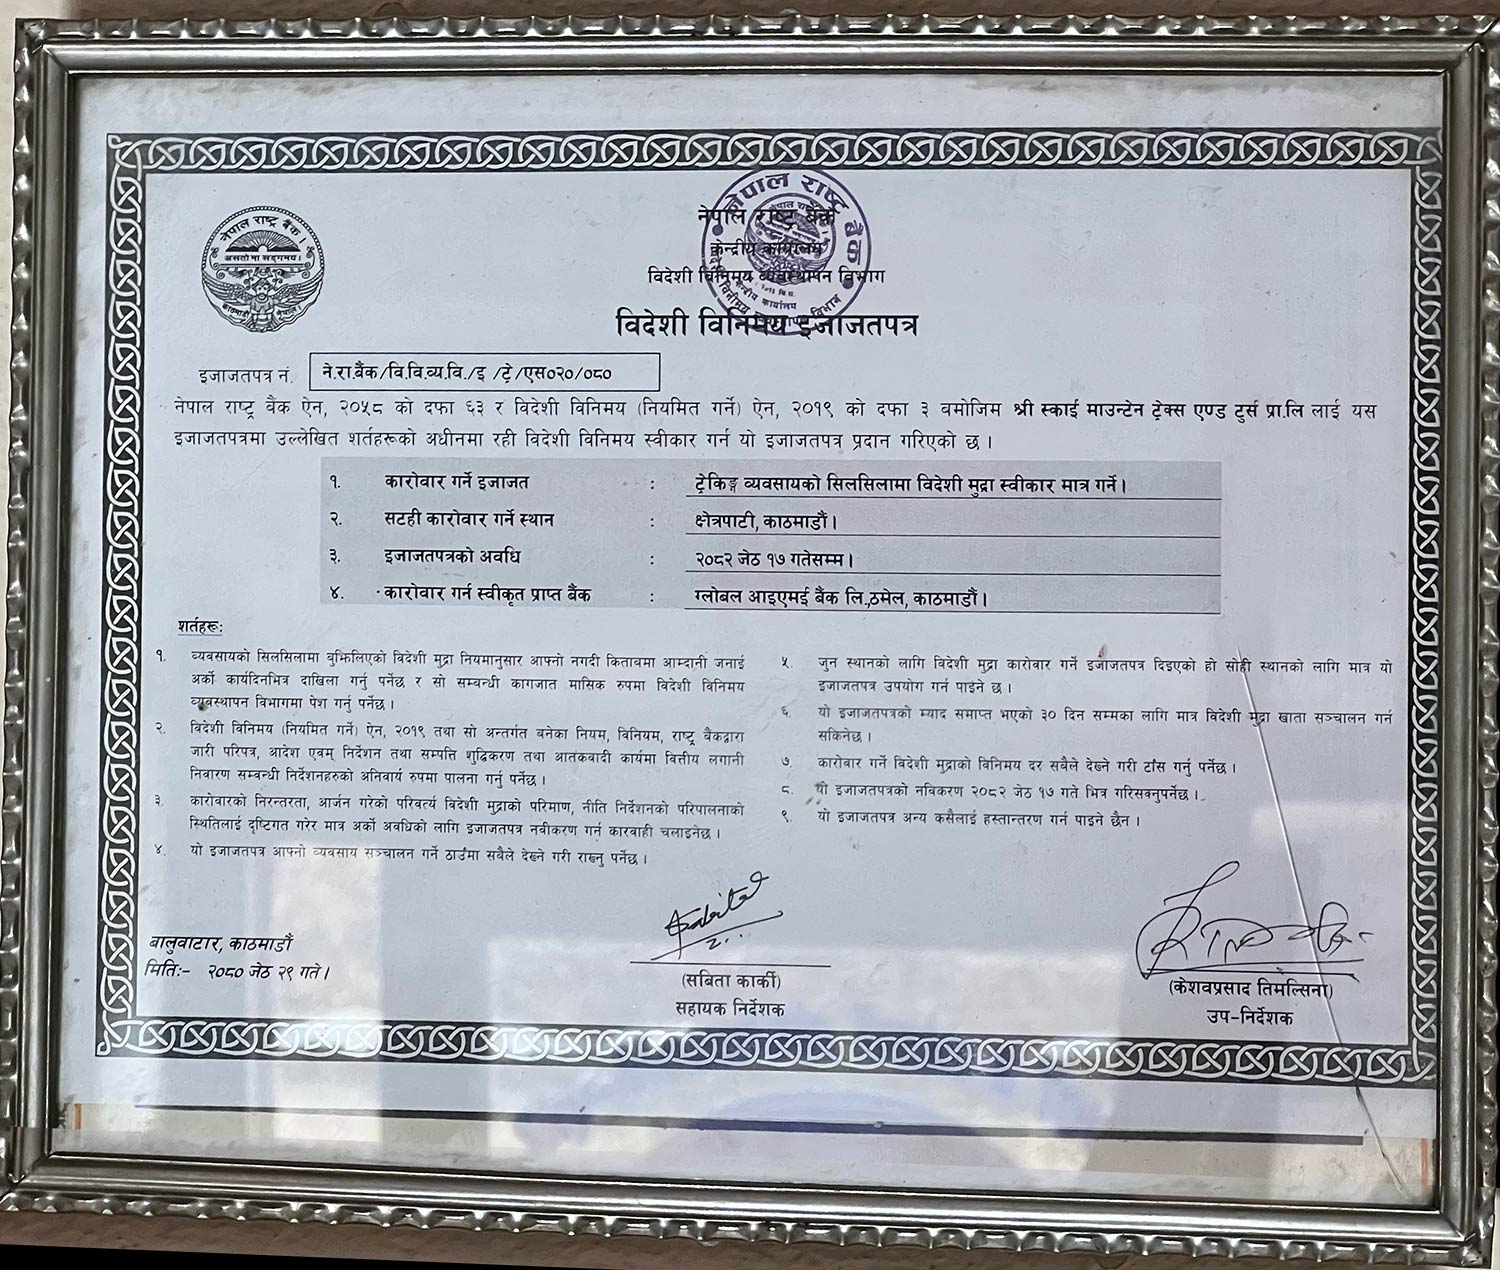 नेपाल राष्ट्र बैंक।
असतोमा सद्गमय।
काठमाडौं नेपाल।
नेपाल राष्ट्र बैंक
नेपाल राष्ट्र बैंक
केन्द्रीय कार्यालय
विदेशी विनिमय व्यवस्थापन विभाग
केन्द्रीय कार्यालय
विदेशी विनिमय इजाजतपत्र
इजाजतपत्र नं. ने.रा.बैंक/वि.वि.व्य.वि./इ /ट्रे/एस०२०/०८०
नेपाल राष्ट्र बैंक ऐन, २०५८ को दफा ६३ र विदेशी विनिमय (नियमित गर्ने) ऐन, २०१९ को दफा ३ बमोजिम श्री स्काई माउन्टेन ट्रेक्स एण्ड टुर्स प्रा.लि लाई यस
इजाजतपत्रमा उल्लेखित शर्तहरूको अधीनमा रही विदेशी विनिमय स्वीकार गर्न यो इजाजतपत्र प्रदान गरिएको छ ।
१. कारोवार गर्ने इजाजत : ट्रेकिङ्ग व्यवसायको सिलसिलामा विदेशी मुद्रा स्वीकार मात्र गर्ने।
२. सटही कारोवार गर्ने स्थान : क्षेत्रपाटी, काठमाडौं।
३. इजाजतपत्रको अवधि : २०८२ जेठ १७ गतेसम्म।
४. कारोवार गर्न स्वीकृत प्राप्त बैंक : ग्लोबल आइएमई बैंक लि.,ठमेल, काठमाडौं।
शर्तहरू:
१. व्यवसायको सिलसिलामा बुझिलिएको विदेशी मुद्रा नियमानुसार आफ्नो नगदी किताबमा आम्दानी जनाई
अर्को कार्यदिनभित्र दाखिला गर्नु पर्नेछ र सो सम्बन्धी कागजात मासिक रुपमा विदेशी विनिमय
व्यवस्थापन विभागमा पेश गर्नु पर्नेछ ।
२. विदेशी विनिमय (नियमित गर्ने) ऐन, २०१९ तथा सो अन्तर्गत बनेका नियम, विनियम, राष्ट्र बैंकद्वारा
जारी परिपत्र, आदेश एवम् निर्देशन तथा सम्पत्ति शुद्धिकरण तथा आतंकवादी कार्यमा वित्तीय लगानी
निवारण सम्बन्धी निर्देशनहरुको अनिवार्य रुपमा पालना गर्नु पर्नेछ ।
३. कारोवारको निरन्तरता, आर्जन गरेको परिवर्त्य विदेशी मुद्राको परिमाण, नीति निर्देशनको परिपालनाको
स्थितिलाई दृष्टिगत गरेर मात्र अर्को अवधिको लागि इजाजतपत्र नवीकरण गर्न कारवाही चलाइनेछ ।
४. यो इजाजतपत्र आफ्नो व्यवसाय सञ्चालन गर्ने ठाउँमा सबैले देख्ने गरी राख्नु पर्नेछ ।
५. जुन स्थानको लागि विदेशी मुद्रा कारोवार गर्ने इजाजतपत्र दिइएको हो सोही स्थानको लागि मात्र यो
इजाजतपत्र उपयोग गर्न पाइने छ ।
६. यो इजाजतपत्रको म्याद समाप्त भएको ३० दिन सम्मका लागि मात्र विदेशी मुद्रा खाता सञ्चालन गर्न
सकिनेछ ।
७. कारोवार गर्ने विदेशी मुद्राको विनिमय दर सबैले देख्ने गरी टाँस गर्नु पर्नेछ ।
८. यो इजाजतपत्रको नविकरण २०८२ जेठ १७ गते भित्र गरिसक्नुपर्नेछ ।
९. यो इजाजतपत्र अन्य कसैलाई हस्तान्तरण गर्न पाइने छैन ।
बालुवाटार, काठमाडौं
मिति:- २०८० जेठ २९ गते।
(सबिता कार्की)
सहायक निर्देशक
(केशवप्रसाद तिमल्सिना)
उप-निर्देशक